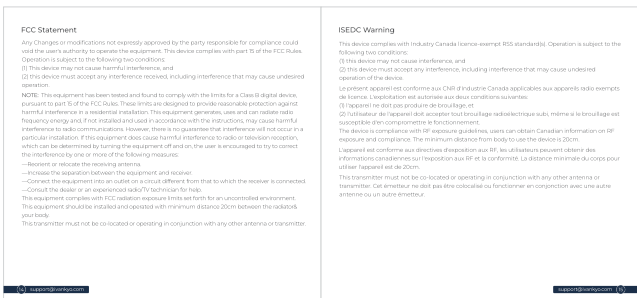 FCC Statement
Any Changes or modifications not expressly approved by the party responsible for compliance could
void the user's authority to operate the equipment. This device complies with part 15 of the FCC Rules.
Operation is subject to the following two conditions:
(1) This device may not cause harmful interference, and
(2) this device must accept any interference received, including interference that may cause undesired
operation.
NOTE: This equipment has been tested and found to comply with the limits for a Class B digital device,
pursuant to part 15 of the FCC Rules. These limits are designed to provide reasonable protection against
harmful interference in a residential installation. This equipment generates, uses and can radiate radio
frequency energy and, if not installed and used in accordance with the instructions, may cause harmful
interference to radio communications. However, there is no guarantee that interference will not occur in a
particular installation. If this equipment does cause harmful interference to radio or television reception,
which can be determined by turning the equipment off and on, the user is encouraged to try to correct
the interference by one or more of the following measures:
—Reorient or relocate the receiving antenna.
—Increase the separation between the equipment and receiver.
—Connect the equipment into an outlet on a circuit different from that to which the receiver is connected.
—Consult the dealer or an experienced radio/TV technician for help
This equipment complies with FCC radiation exposure limits set forth for an uncontrolled environment.
This equipment should be installed and operated with minimum distance 20cm between the radiator&
your body.
This transmitter must not be co-located or operating in conjunction with any other antenna or transmitter.
14 support@ivankyo.com
ISEDC Warning
This device complies with Industry Canada licence-exempt RSS standard(s). Operation is subject to the
following two conditions:
(1) this device may not cause interference, and
(2) this device must accept any interference, including interference that may cause undesired
operation of the device.
Le présent appareil est conforme aux CNR d'Industrie Canada applicables aux appareils radio exempts
de licence. L'exploitation est autorisée aux deux conditions suivantes:
(1) l'appareil ne doit pas produire de brouillage, et
(2) l'utilisateur de l'appareil doit accepter tout brouillage radioélectrique subi, même si le brouillage est
susceptible d'en compromettre le fonctionnement.
The device is compliance with RF exposure guidelines, users can obtain Canadian information on RF
exposure and compliance. The minimum distance from body to use the device is 20cm.
L'appareil est conforme aux directives d'exposition aux RF, les utilisateurs peuvent obtenir des
informations canadiennes sur l'exposition aux RF et la conformité. La distance minimale du corps pour
utiliser l'appareil est de 20cm.
This transmitter must not be co-located or operating in conjunction with any other antenna or
transmitter. Cet émetteur ne doit pas être colocalisé ou fonctionner en conjonction avec une autre
antenne ou un autre émetteur.
support@ivankyo.com 15